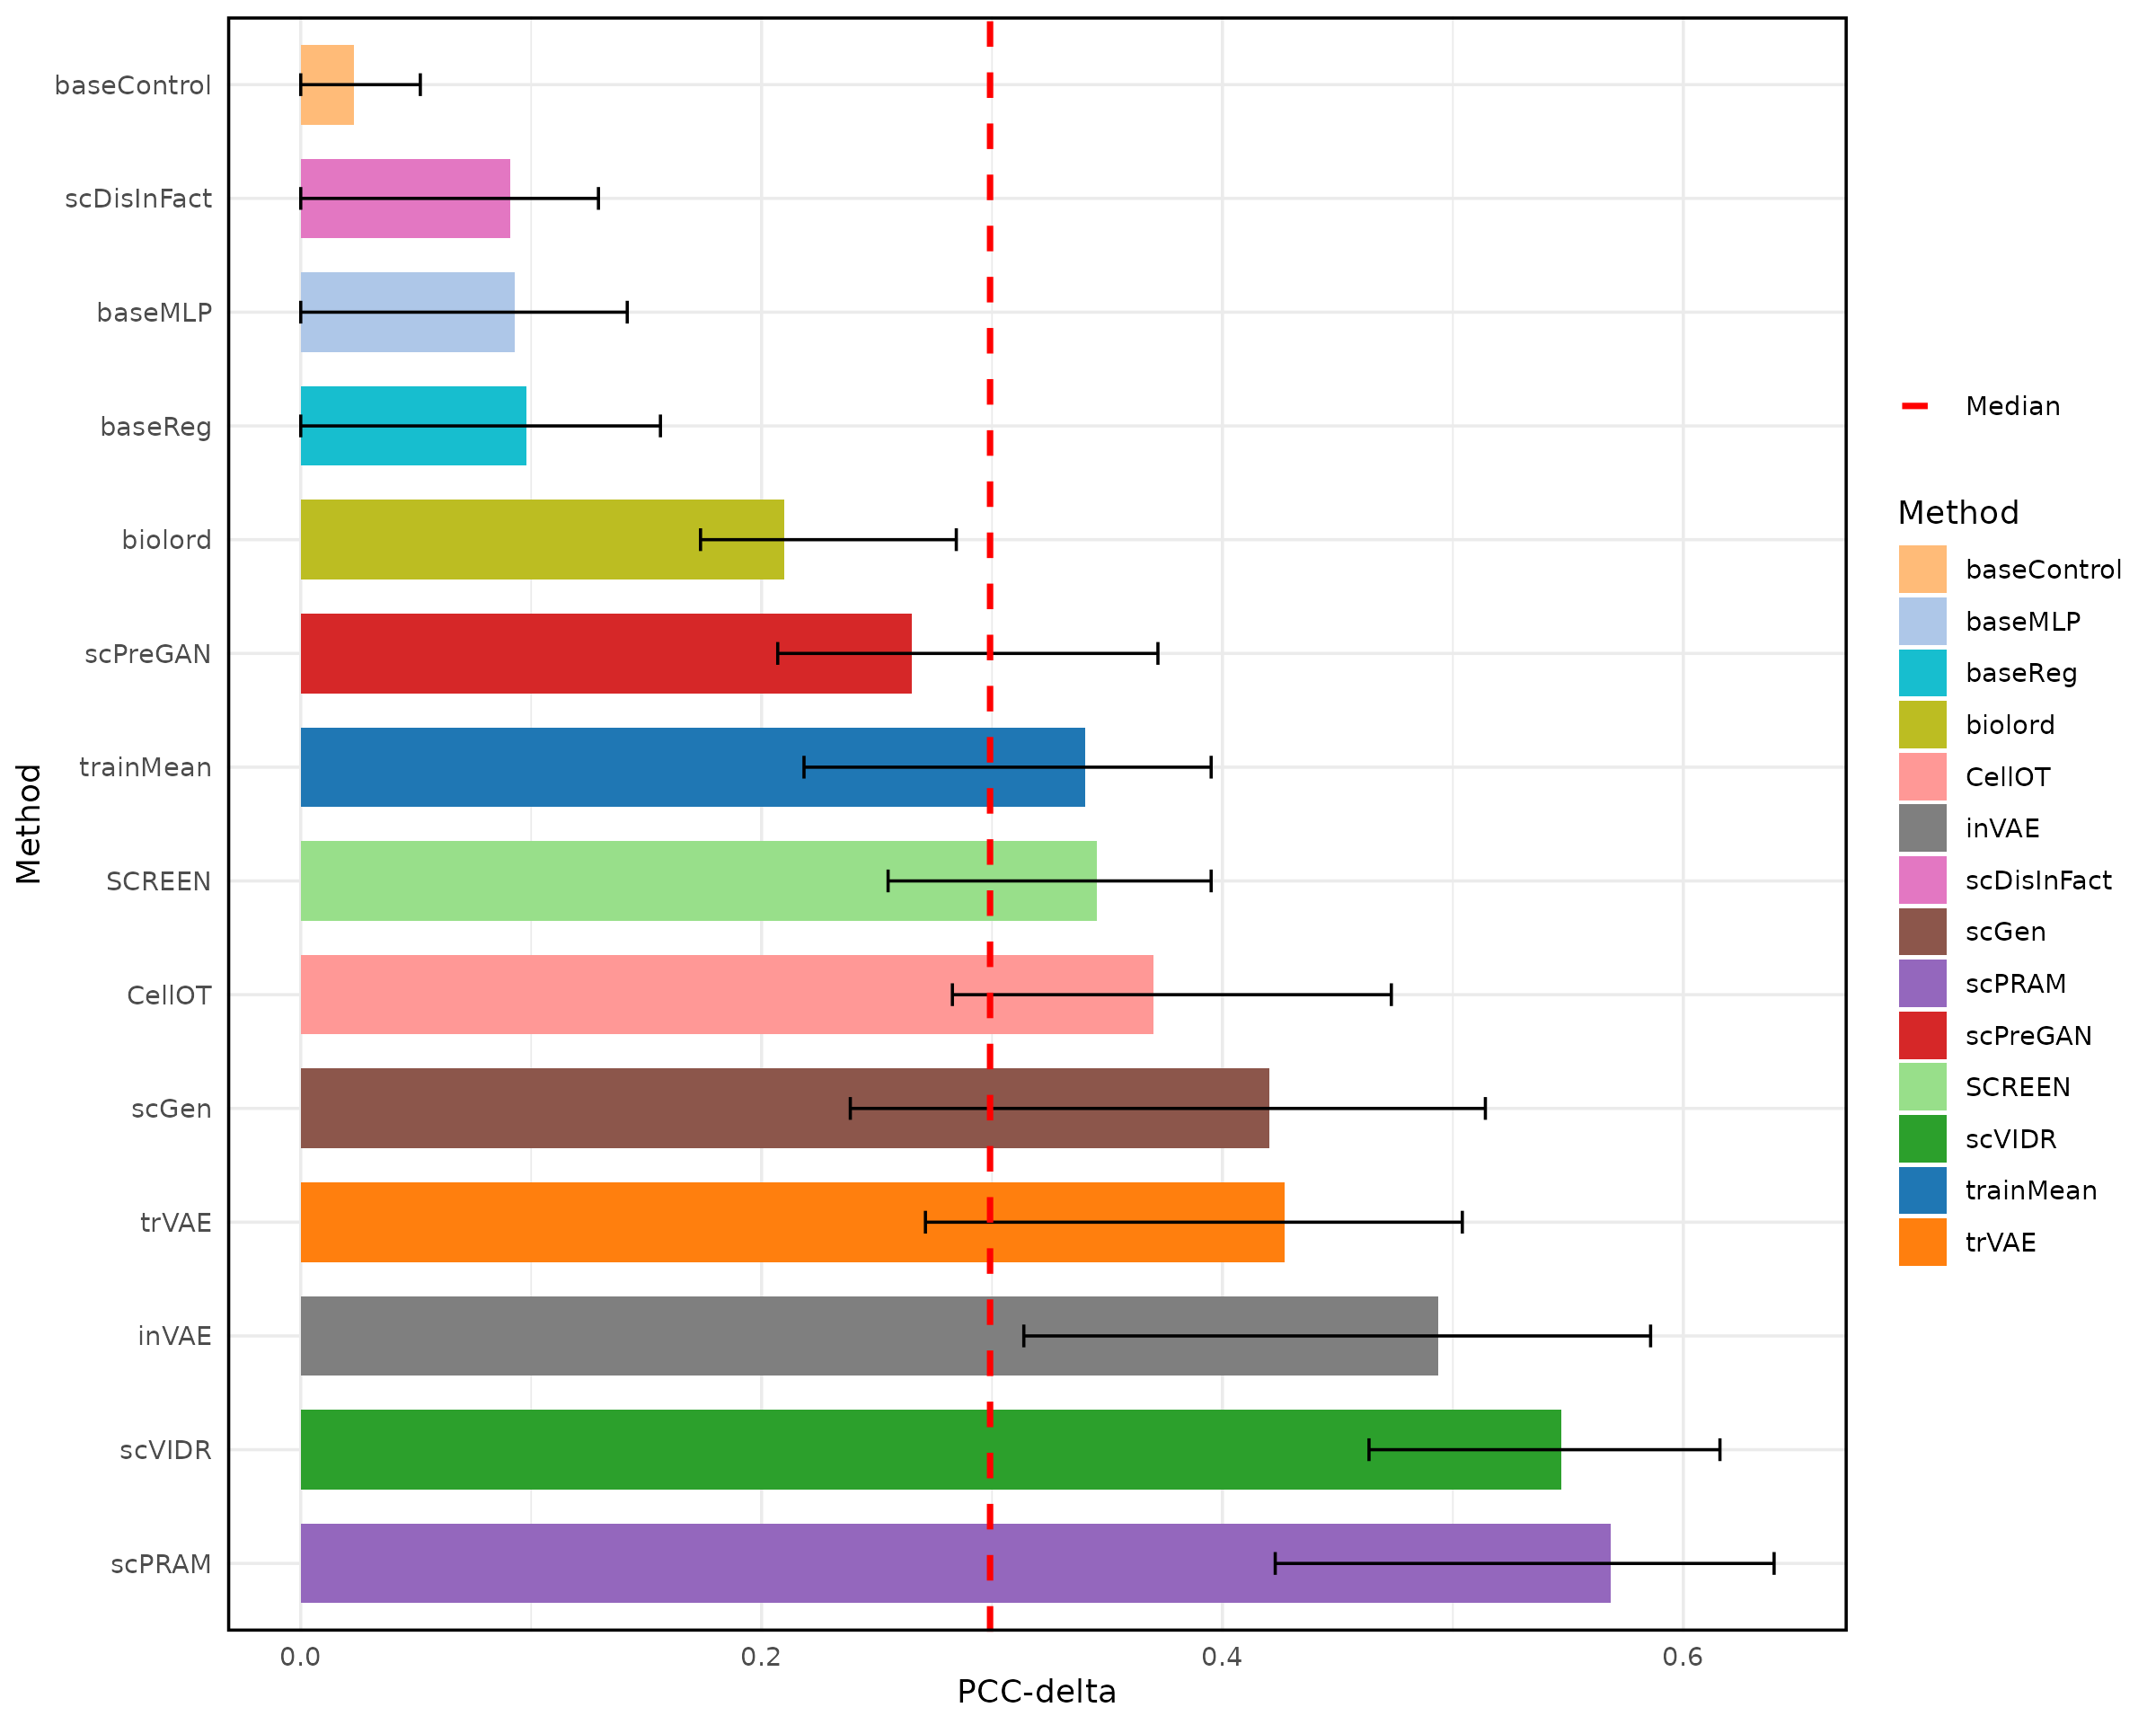 baseControl
scDisInFact
baseMLP
baseReg
biolord
scPreGAN
trainMean
SCREEN
CellOT
scGen
trVAE
inVAE
scVIDR
scPRAM
Method
0.0 0.2 0.4 0.6
PCC-delta
Median
Method
baseControl
baseMLP
baseReg
biolord
CellOT
inVAE
scDisInFact
scGen
scPRAM
scPreGAN
SCREEN
scVIDR
trainMean
trVAE